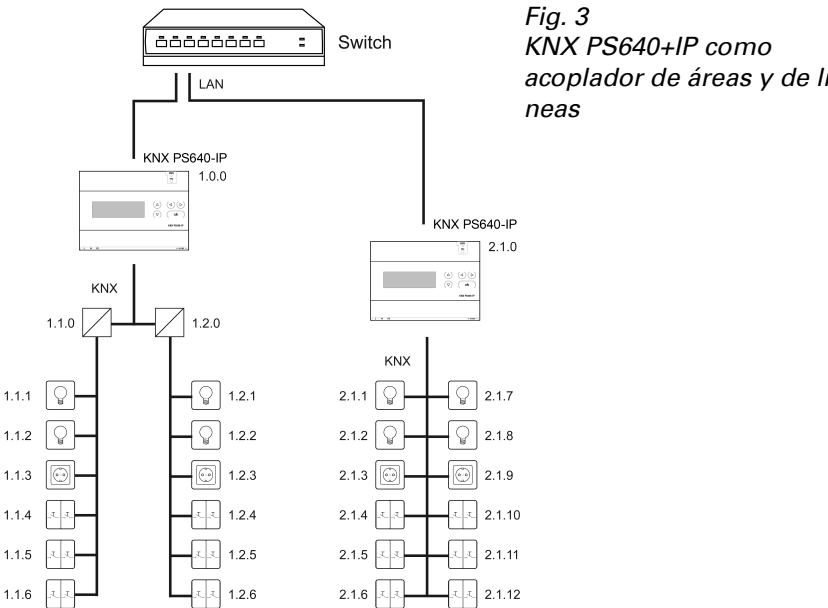 Fig. 3
KNX PS640+IP como
acoplador de áreas y de lí
neas
Switch
LAN
KNX PS640-IP
1.0.0
KNX PS640-IP
2.1.0
KNX
1.1.0
1.2.0
KNX
1.1.1
1.2.1
2.1.1
2.1.7
1.1.2
1.2.2
2.1.2
2.1.8
1.1.3
1.2.3
2.1.3
2.1.9
1.1.4
1.2.4
2.1.4
2.1.10
1.1.5
1.2.5
2.1.5
2.1.11
1.1.6
1.2.6
2.1.6
2.1.12